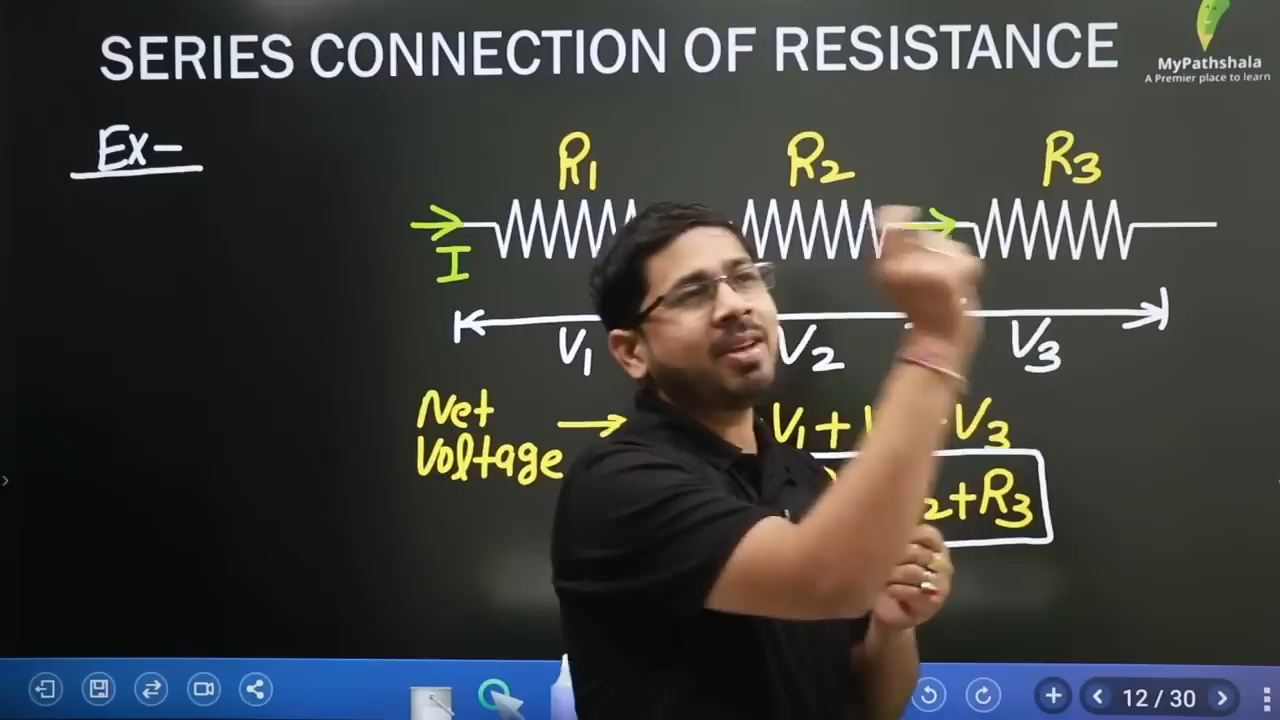 SERIES CONNECTION OF RESISTANCE
MyPathshala
A Premier place to learn
Ex-
R1 R2 R3
I
V1 V2 V3
Net → V1 + V3
Voltage
2+R3
12 / 30